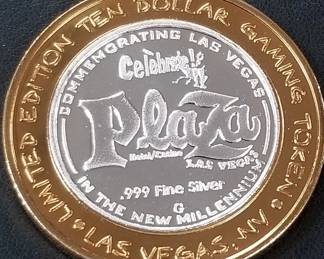 LIMITED EDITION TEN DOLLAR GAMING TOKEN
LAS VEGAS, NV
COMMEMORATING LAS VEGAS
Celebrate!
Plaza
Hotel/Casino
LAS VEGAS
.999 Fine Silver
G
IN THE NEW MILLENNIUM